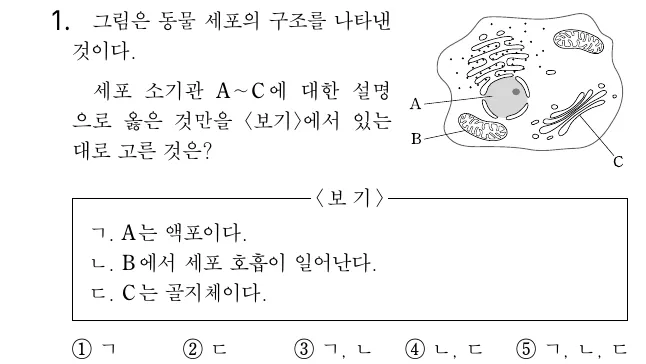 1. 그림은 동물 세포의 구조를 나타낸
것이다.
세포 소기관 A~C에 대한 설명
으로 옳은 것만을 〈보기〉에서 있는
대로 고른 것은?
A
B
C
〈보 기〉
ㄱ. A는 액포이다.
ㄴ. B에서 세포 호흡이 일어난다.
ㄷ. C는 골지체이다.
① ㄱ ② ㄷ ③ ㄱ, ㄴ ④ ㄴ, ㄷ ⑤ ㄱ, ㄴ, ㄷ